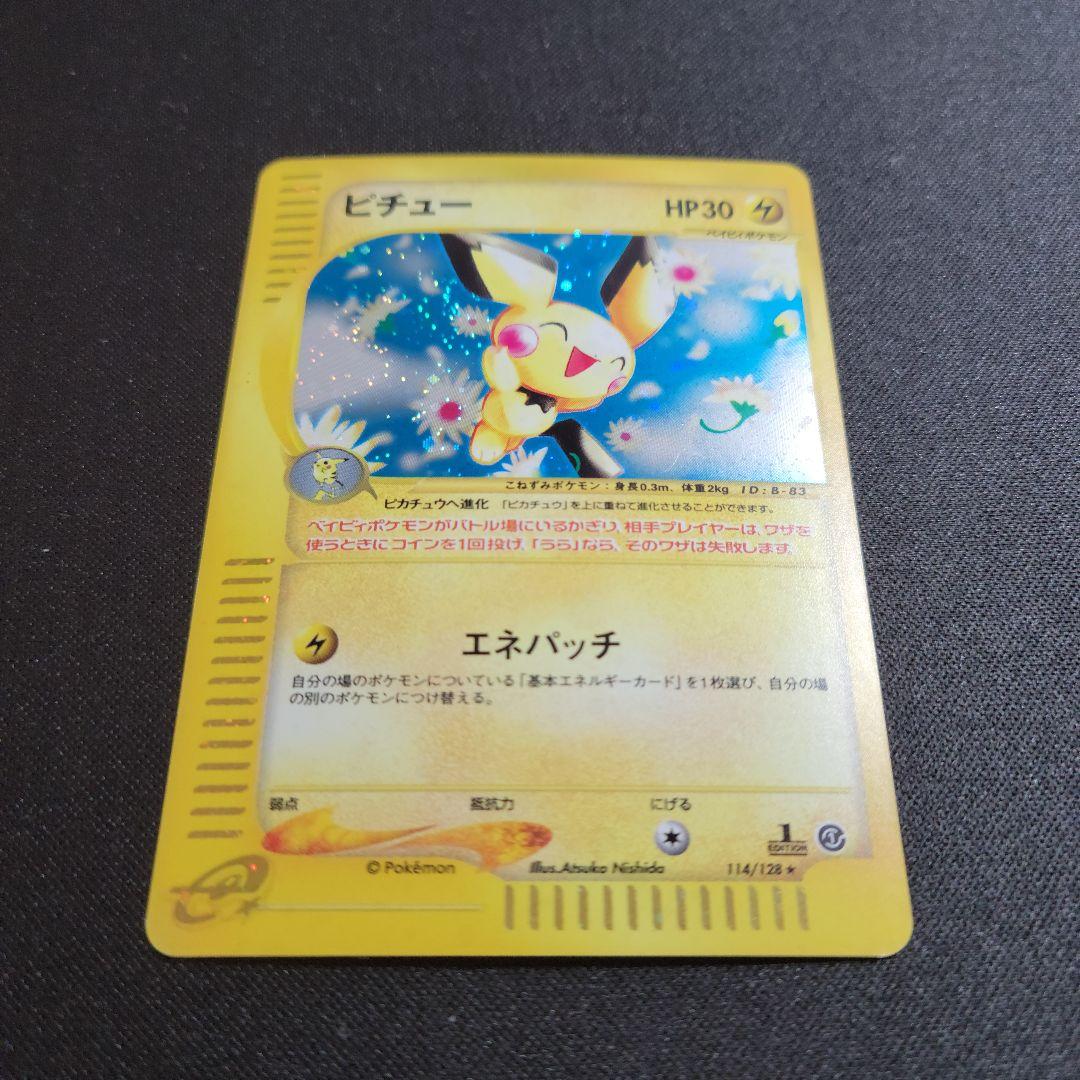 ピチュー HP30
ベイビィポケモン
こねずみポケモン：身長0.3m、体重2kg ID:B-83
ピカチュウへ進化 「ピカチュウ」を上に重ねて進化させることができます。
ベイビィポケモンがバトル場にいるかぎり、相手プレイヤーは、ワザを
使うときにコインを1回投げ、「うら」なら、そのワザは失敗します。
エネパッチ
自分の場のポケモンについている「基本エネルギーカード」を1枚選び、自分の場
の別のポケモンにつけ替える。
弱点 抵抗力 にげる
1
EDITION
© Pokémon Illus.Atsuko Nishida 114/128 ★
e